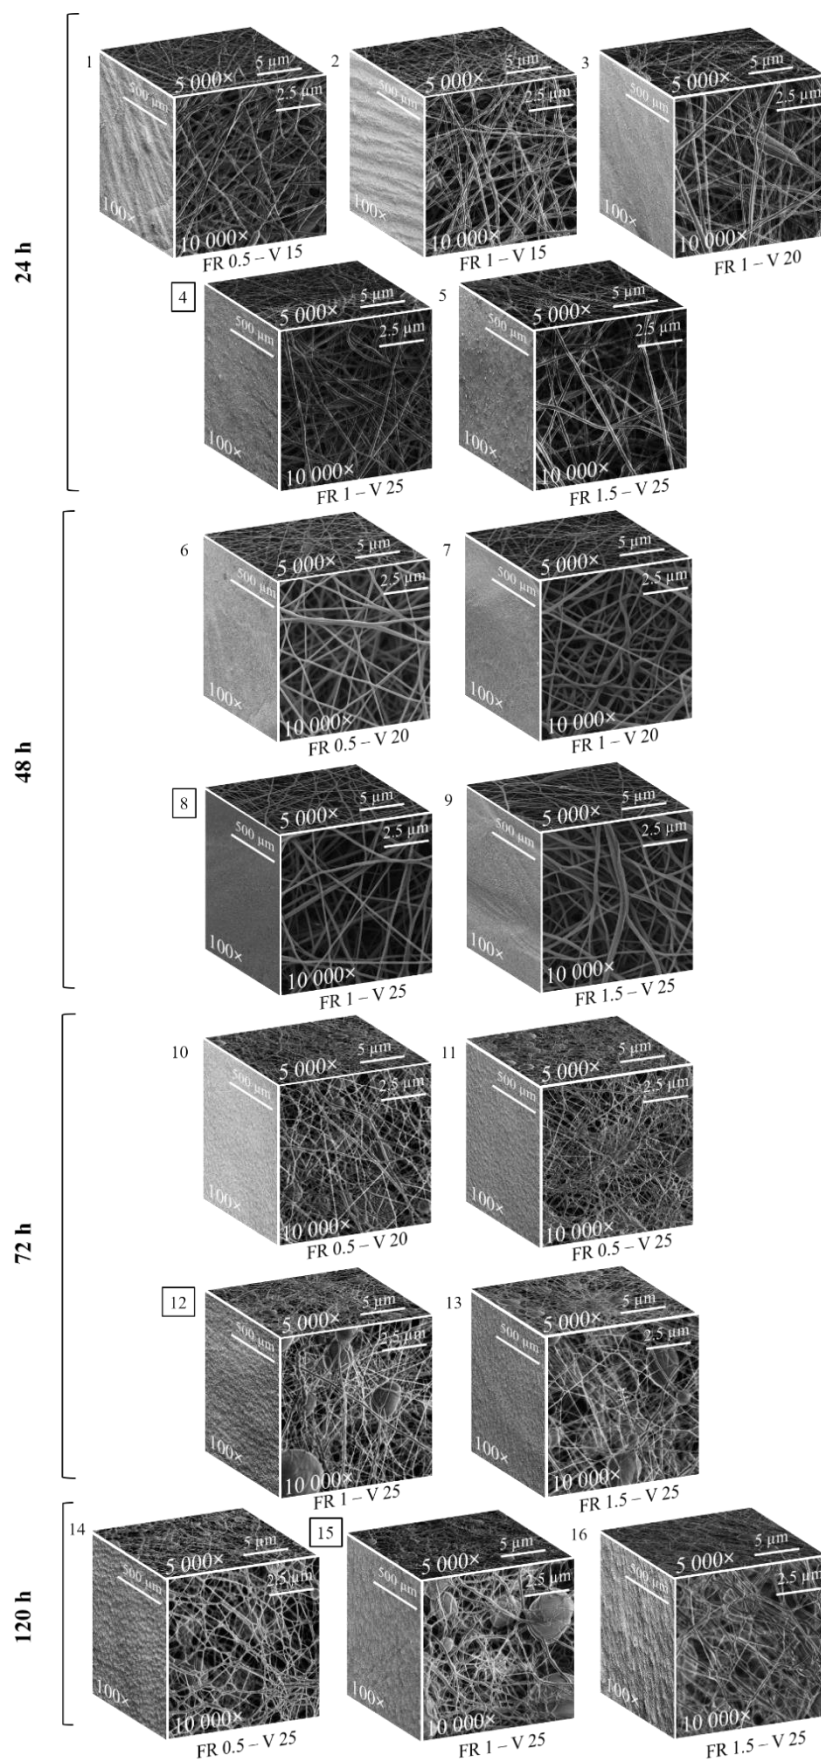 24 h
1
5 000×
5 µm
500 µm
2.5 µm
100×
10 000×
FR 0.5 – V 15
2
5 000×
5 µm
500 µm
2.5 µm
100×
10 000×
FR 1 – V 15
3
5 000×
5 µm
500 µm
2.5 µm
100×
10 000×
FR 1 – V 20
4
5 000×
5 µm
500 µm
2.5 µm
100×
10 000×
FR 1 – V 25
5
5 000×
5 µm
500 µm
2.5 µm
100×
10 000×
FR 1.5 – V 25
48 h
6
5 000×
5 µm
500 µm
2.5 µm
100×
10 000×
FR 0.5 – V 20
7
5 000×
5 µm
500 µm
2.5 µm
100×
10 000×
FR 1 – V 20
8
5 000×
5 µm
500 µm
2.5 µm
100×
10 000×
FR 1 – V 25
9
5 000×
5 µm
500 µm
2.5 µm
100×
10 000×
FR 1.5 – V 25
72 h
10
5 000×
5 µm
500 µm
2.5 µm
100×
10 000×
FR 0.5 – V 20
11
5 000×
5 µm
500 µm
2.5 µm
100×
10 000×
FR 0.5 – V 25
12
5 000×
5 µm
500 µm
2.5 µm
100×
10 000×
FR 1 – V 25
13
5 000×
5 µm
500 µm
2.5 µm
100×
10 000×
FR 1.5 – V 25
120 h
14
5 000×
5 µm
500 µm
2.5 µm
100×
10 000×
FR 0.5 – V 25
15
5 000×
5 µm
500 µm
2.5 µm
100×
10 000×
FR 1 – V 25
16
5 000×
5 µm
500 µm
2.5 µm
100×
10 000×
FR 1.5 – V 25